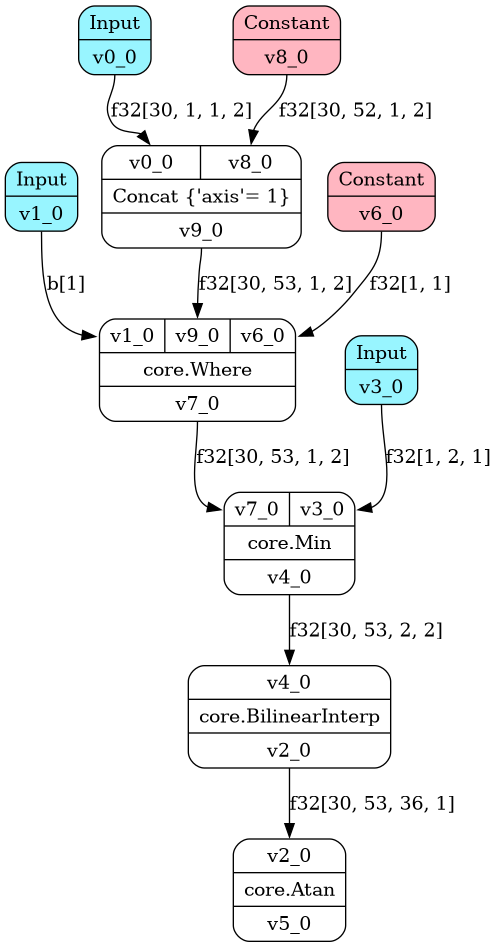 Input
v0_0
Constant
v8_0
f32[30, 1, 1, 2]
f32[30, 52, 1, 2]
Input
v1_0
v0_0 v8_0
Concat {'axis'= 1}
v9_0
Constant
v6_0
b[1]
f32[30, 53, 1, 2]
f32[1, 1]
v1_0 v9_0 v6_0
core.Where
v7_0
Input
v3_0
f32[30, 53, 1, 2]
f32[1, 2, 1]
v7_0 v3_0
core.Min
v4_0
f32[30, 53, 2, 2]
v4_0
core.BilinearInterp
v2_0
f32[30, 53, 36, 1]
v2_0
core.Atan
v5_0